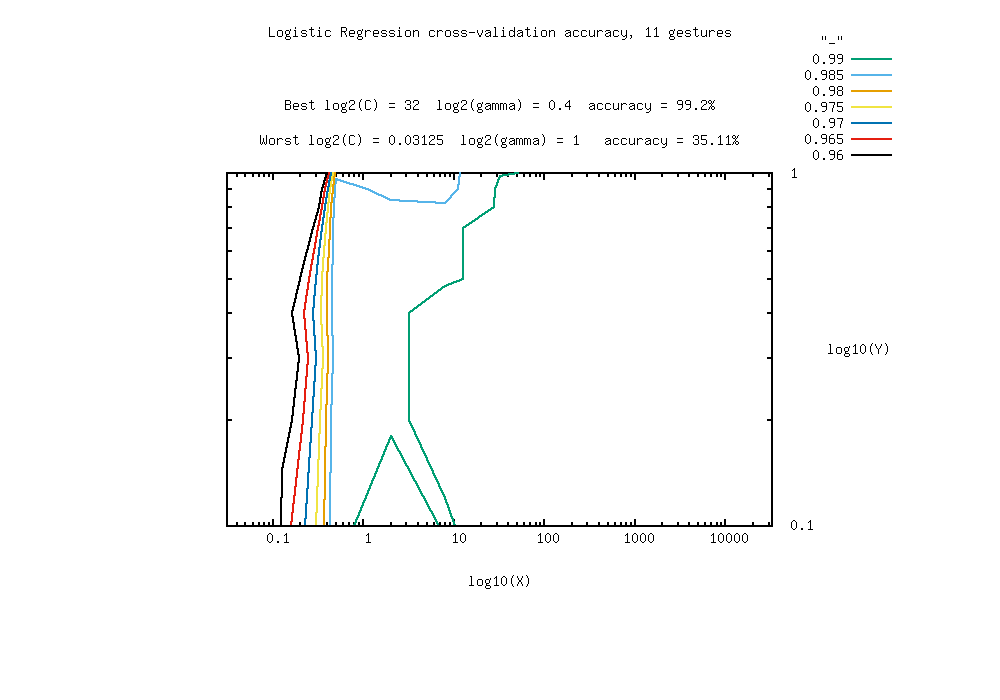 Logistic Regression cross-validation accuracy, 11 gestures
"_"
0.99
0.985
0.98
0.975
0.97
0.965
0.96
Best log2(C) = 32  log2(gamma) = 0.4  accuracy = 99.2%
Worst log2(C) = 0.03125  log2(gamma) = 1   accuracy = 35.11%
1
log10(Y)
0.1
0.1 1 10 100 1000 10000
log10(X)